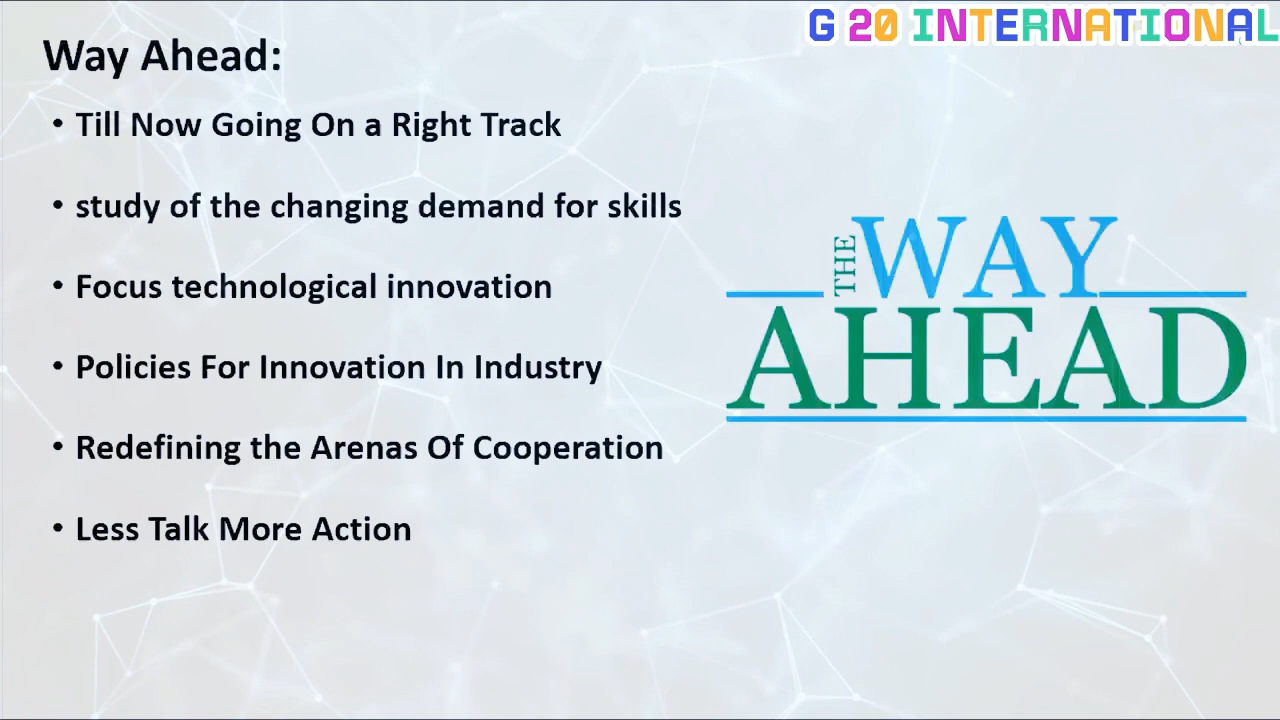 G 20 INTERNATIONAL
Way Ahead:
• Till Now Going On a Right Track
• study of the changing demand for skills
• Focus technological innovation
• Policies For Innovation In Industry
• Redefining the Arenas Of Cooperation
• Less Talk More Action
THE WAY
AHEAD